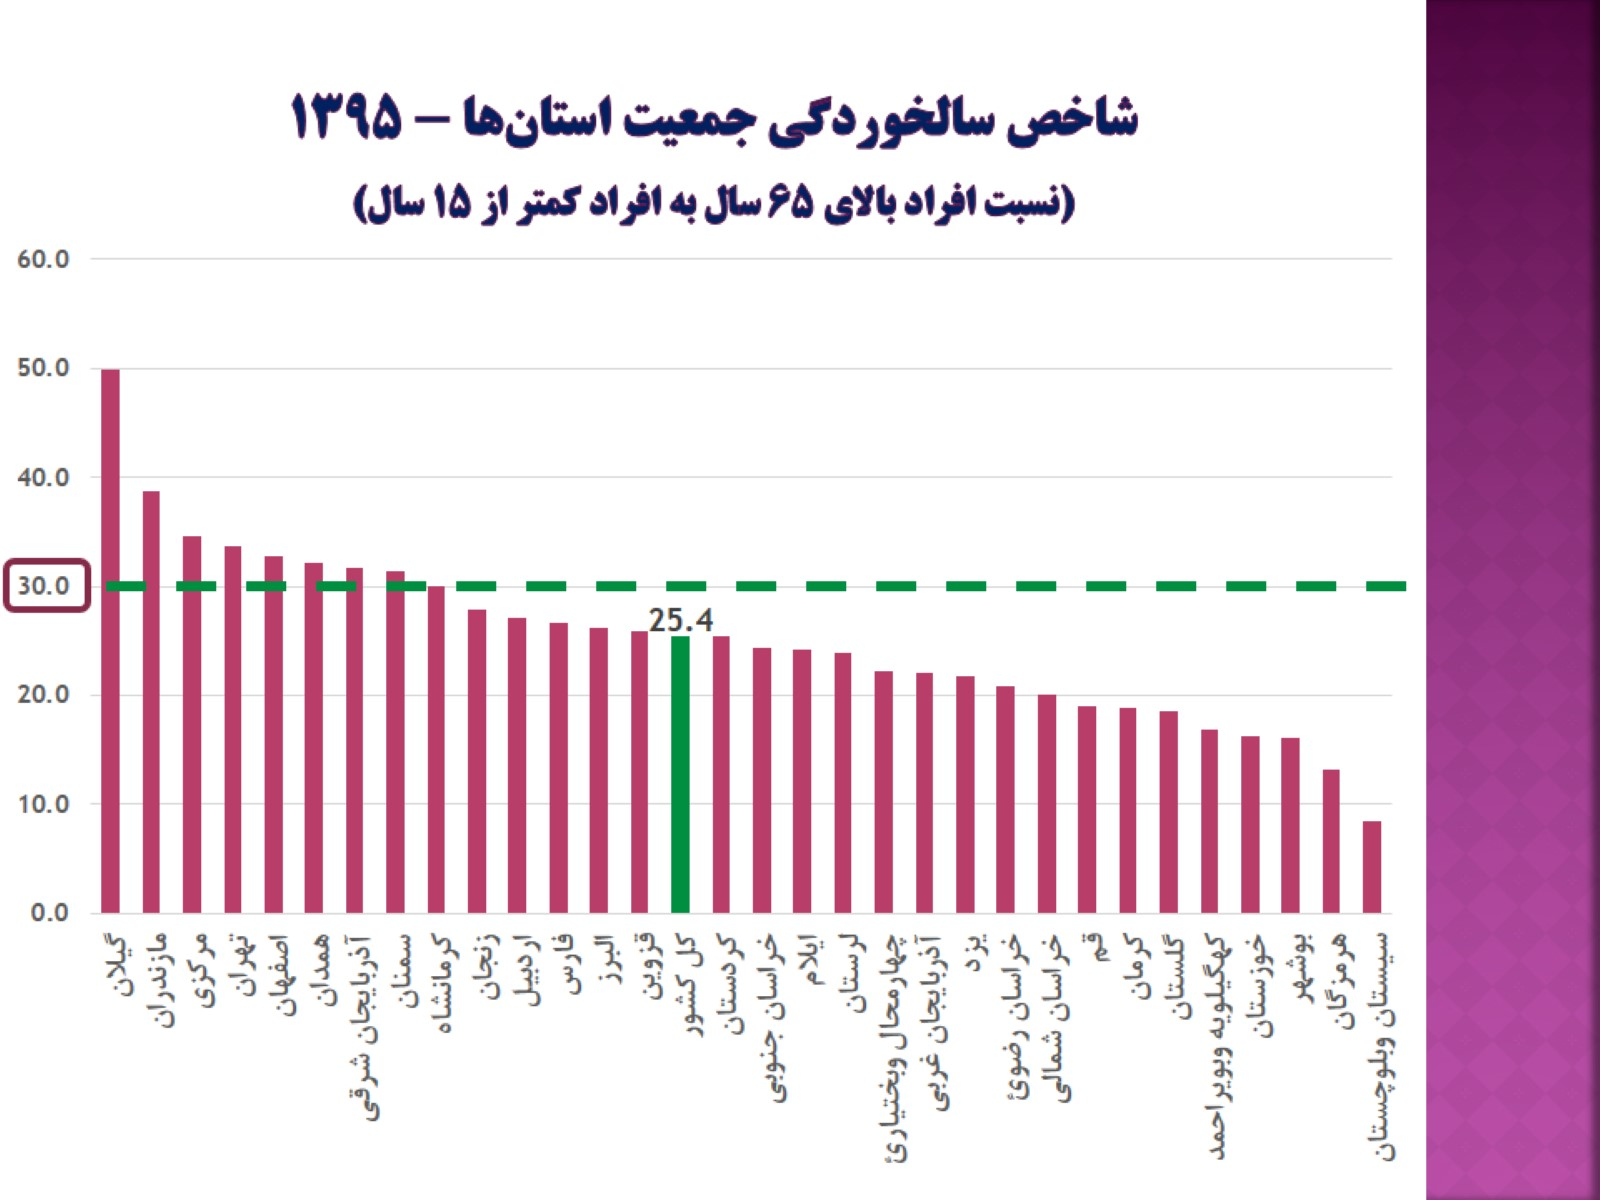 شاخص سالخوردگی جمعیت استان‌ها – ۱۳۹۵
(نسبت افراد بالای ۶۵ سال به افراد کمتر از ۱۵ سال)
60.0
50.0
40.0
30.0
20.0
10.0
0.0
25.4
گیلان
مازندران
مرکزی
تهران
اصفهان
همدان
آذربایجان شرقی
سمنان
کرمانشاه
زنجان
اردبیل
فارس
البرز
قزوین
کل کشور
کردستان
خراسان جنوبی
ایلام
لرستان
چهارمحال وبختیارئ
آذربایجان غربی
یزد
خراسان رضوئ
خراسان شمالی
قم
کرمان
گلستان
کهگیلویه وبویراحمد
خوزستان
بوشهر
هرمزگان
سیستان وبلوچستان